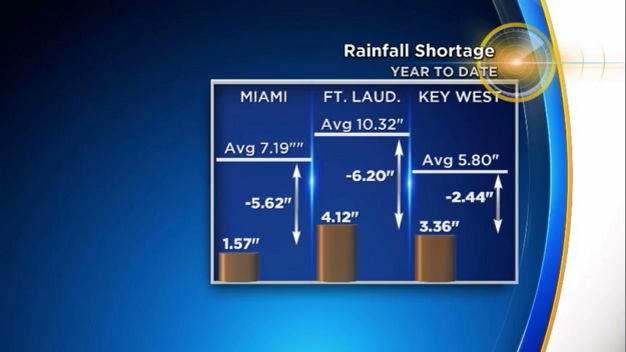 Rainfall Shortage
YEAR TO DATE
MIAMI FT. LAUD. KEY WEST
Avg 7.19"" Avg 10.32" Avg 5.80"
-5.62" -6.20" -2.44"
1.57" 4.12" 3.36"